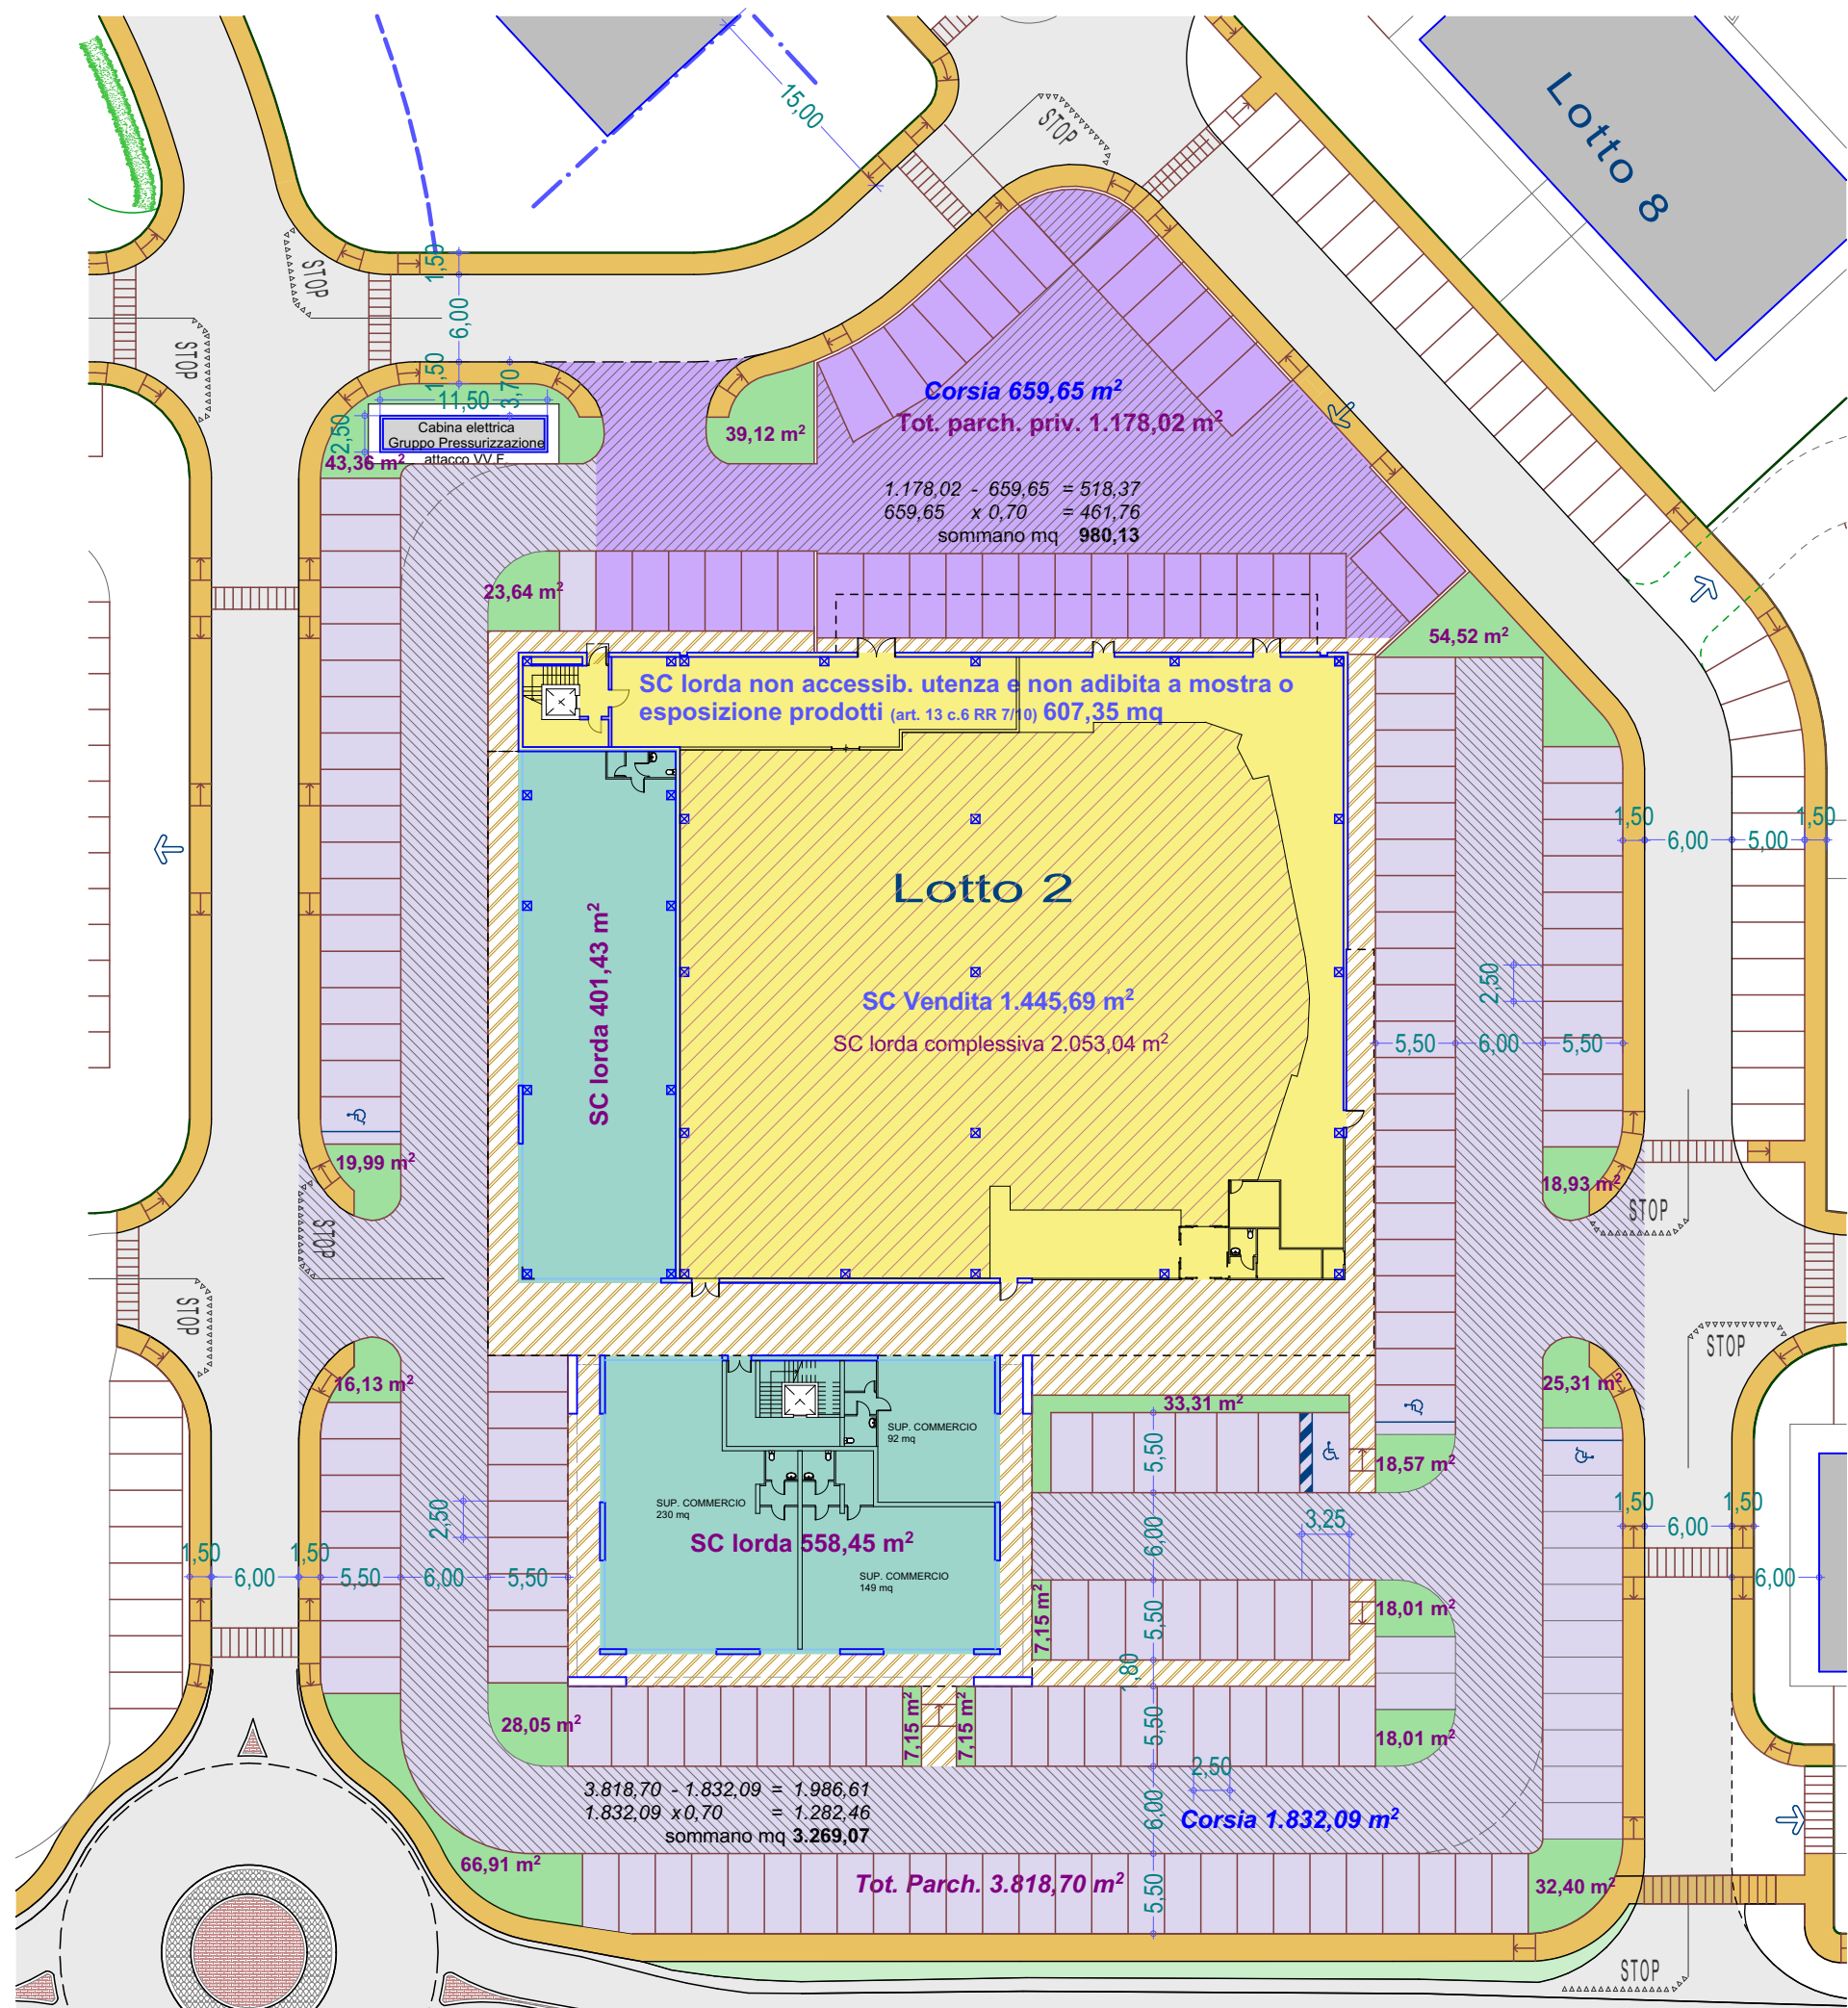 15,00
STOP
Lotto 8
STOP
1,50
6,00
STOP
1,50
3,70
11,50
2,50
Cabina elettrica
Gruppo Pressurizzazione
attacco VV.F.
43,36 m²
39,12 m²
Corsia 659,65 m²
Tot. parch. priv. 1.178,02 m²
1.178,02 - 659,65 = 518,37
659,65 x 0,70 = 461,76
sommano mq 980,13
23,64 m²
54,52 m²
SC lorda non accessib. utenza e non adibita a mostra o
esposizione prodotti (art. 13 c.6 RR 7/10) 607,35 mq
1,50
6,00
5,00
1,50
Lotto 2
SC lorda 401,43 m²
SC Vendita 1.445,69 m²
SC lorda complessiva 2.053,04 m²
2,50
5,50
6,00
5,50
19,99 m²
18,93 m²
STOP
STOP
STOP
STOP
16,13 m²
25,31 m²
33,31 m²
SUP. COMMERCIO
92 mq
5,50
18,57 m²
SUP. COMMERCIO
230 mq
2,50
SC lorda 558,45 m²
6,00
3,25
1,50
6,00
1,50
1,50
6,00
1,50
5,50
6,00
5,50
SUP. COMMERCIO
149 mq
6,00
7,15 m²
5,50
18,01 m²
28,05 m²
7,15 m²
7,15 m²
5,50
18,01 m²
2,50
3.818,70 - 1.832,09 = 1.986,61
1.832,09 x0,70 = 1.282,46
sommano mq 3.269,07
6,00
Corsia 1.832,09 m²
66,91 m²
Tot. Parch. 3.818,70 m²
5,50
32,40 m²
STOP